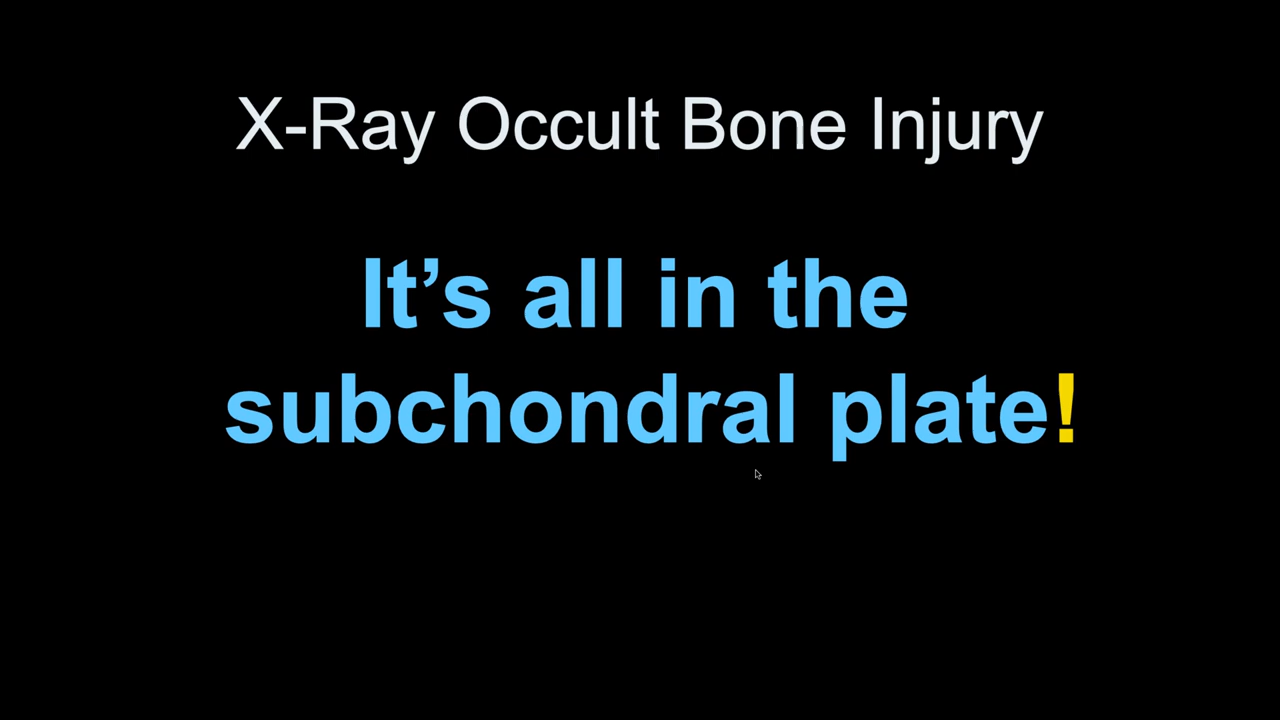 X-Ray Occult Bone Injury
It’s all in the
subchondral plate!